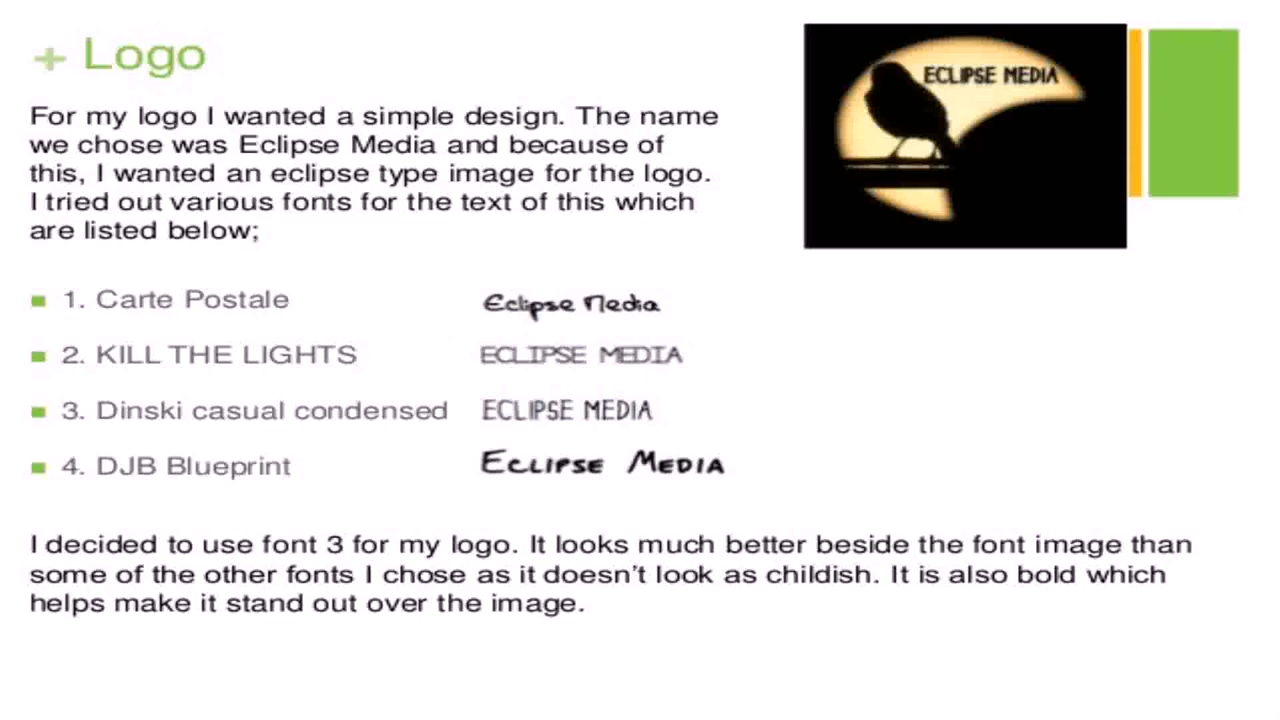 + Logo
ECLIPSE MEDIA
For my logo I wanted a simple design. The name
we chose was Eclipse Media and because of
this, I wanted an eclipse type image for the logo.
I tried out various fonts for the text of this which
are listed below;
1. Carte Postale Eclipse Media
2. KILL THE LIGHTS ECLIPSE MEDIA
3. Dinski casual condensed ECLIPSE MEDIA
4. DJB Blueprint Eclipse Media
I decided to use font 3 for my logo. It looks much better beside the font image than
some of the other fonts I chose as it doesn’t look as childish. It is also bold which
helps make it stand out over the image.